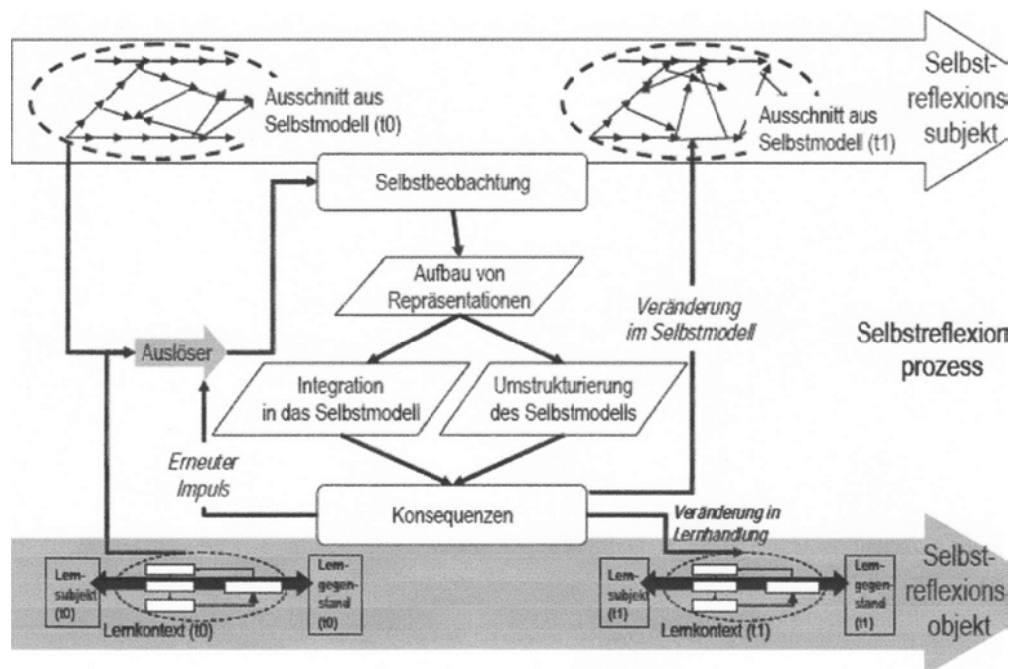 Ausschnitt aus
Selbstmodell (t0)
Ausschnitt aus
Selbstmodell (t1)
Selbst-
reflexions
subjekt
Selbstbeobachtung
Aufbau von
Repräsentationen
Veränderung
im Selbstmodell
Selbstreflexion
prozess
Auslöser
Integration
in das Selbstmodell
Umstrukturierung
des Selbstmodells
Erneuter
Impuls
Konsequenzen
Veränderung in
Lernhandlung
Lern-
subjekt
(t0)
Lern-
gegen-
stand
(t0)
Lernkontext (t0)
Lern-
subjekt
(t1)
Lern-
gegen-
stand
(t1)
Lernkontext (t1)
Selbst-
reflexions
objekt